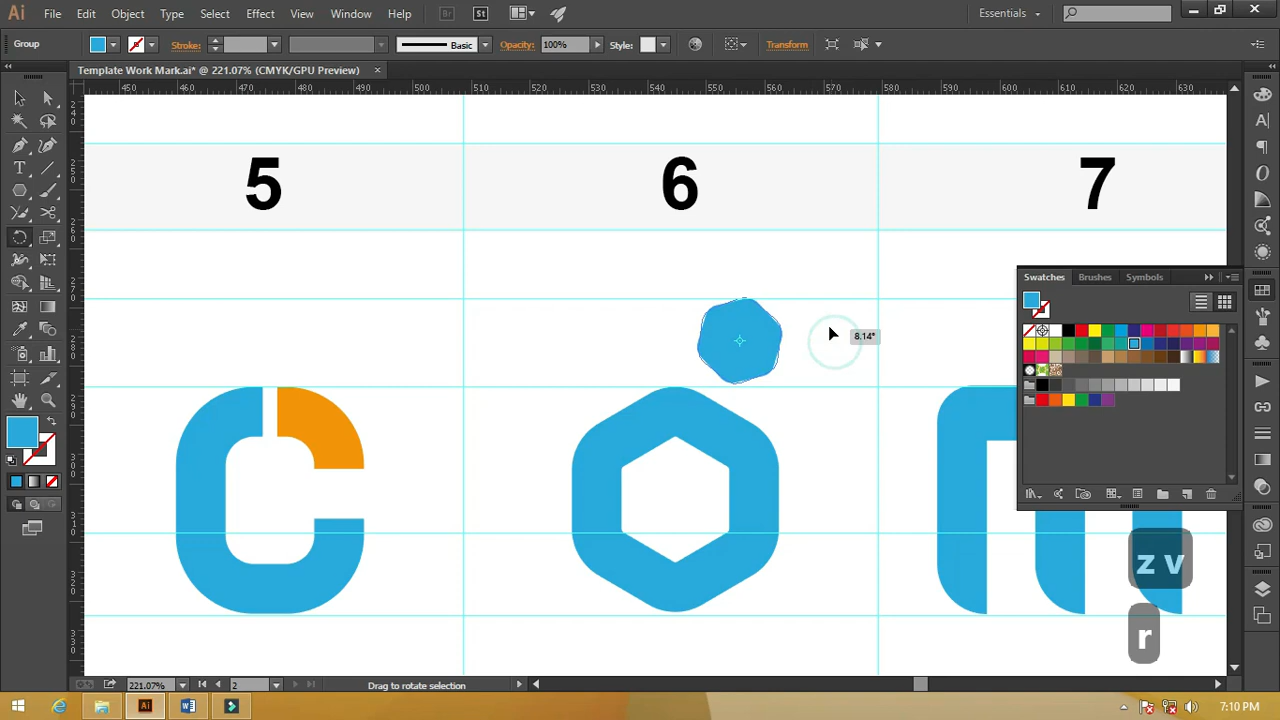 Ai File Edit Object Type Select Effect View Window Help Br St Essentials
Group Stroke: Basic Opacity: 100% Style: Transform
Template Work Mark.ai* @ 221.07% (CMYK/GPU Preview) ×
450 460 470 480 490 500 510 520 530 540 550 560 570 580 590 600 610 620 630
5 6 7
Swatches Brushes Symbols
8.14°
C O
z v
r
221.07% 2 Drag to rotate selection
Ai W 7:10 PM